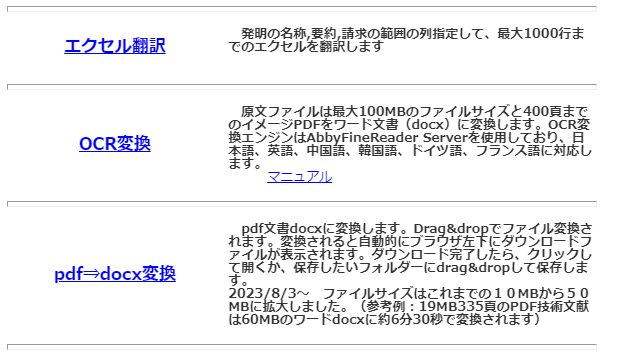 エクセル翻訳
発明の名称,要約,請求の範囲の列指定して、最大1000行ま
でのエクセルを翻訳します
OCR変換
原文ファイルは最大100MBのファイルサイズと400頁まで
のイメージPDFをワード文書（docx）に変換します。OCR変
換エンジンはAbbyFineReader Serverを使用しており、日
本語、英語、中国語、韓国語、ドイツ語、フランス語に対応し
ます。
マニュアル
pdf⇒docx変換
pdf文書docxに変換します。Drag&dropでファイル変換さ
れます。変換されると自動的にブラウザ左下にダウンロードフ
ァイルが表示されます。ダウンロード完了したら、クリックし
て開くか、保存したいフォルダーにdrag&dropして保存しま
す。
2023/8/3～　ファイルサイズはこれまでの１０MBから５０
MBに拡大しました。（参考例：19MB335頁のPDF技術文献
は60MBのワードdocxに約6分30秒で変換されます）